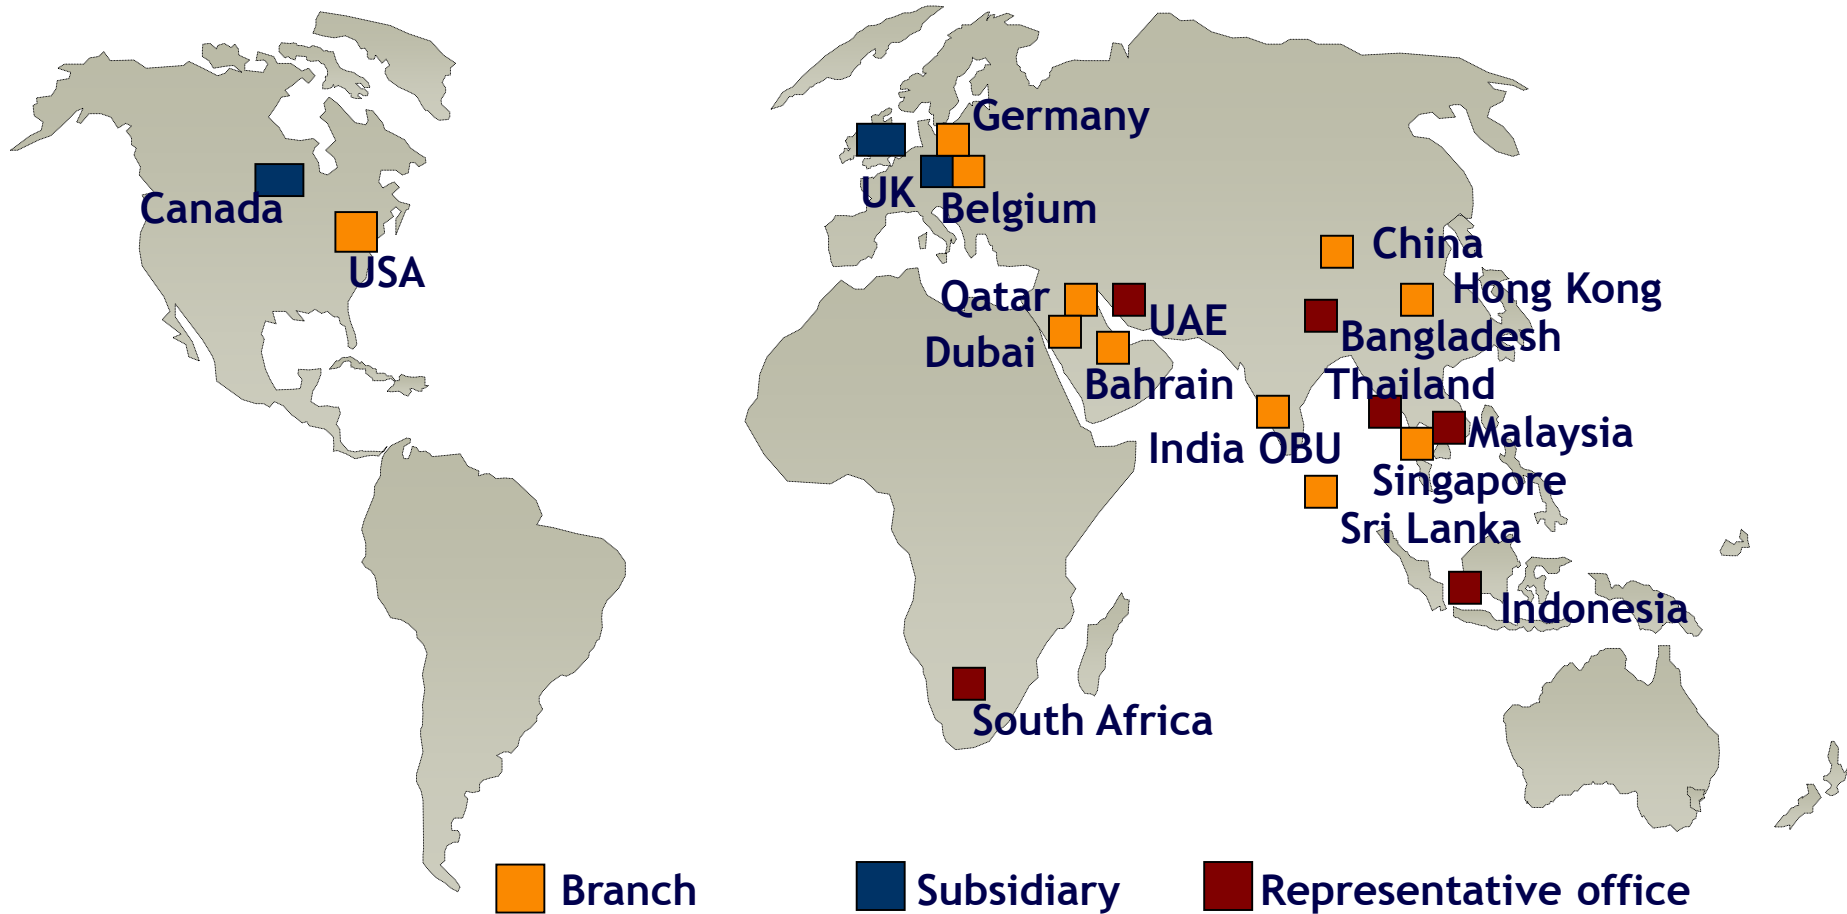 Germany
UK
Belgium
Canada
USA
China
Qatar
Hong Kong
UAE
Dubai
Bangladesh
Bahrain
Thailand
India OBU
Malaysia
Singapore
Sri Lanka
Indonesia
South Africa
Branch
Subsidiary
Representative office